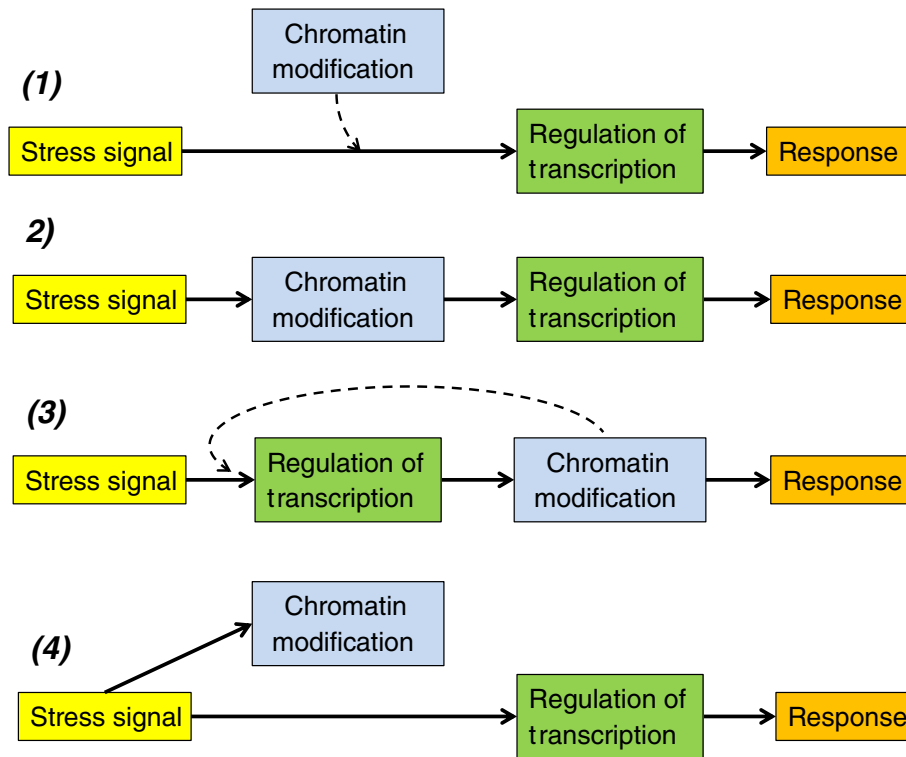 Chromatin
modification
(1)
Stress signal
Regulation of
transcription
Response
2)
Stress signal
Chromatin
modification
Regulation of
transcription
Response
(3)
Stress signal
Regulation of
transcription
Chromatin
modification
Response
Chromatin
modification
(4)
Stress signal
Regulation of
transcription
Response